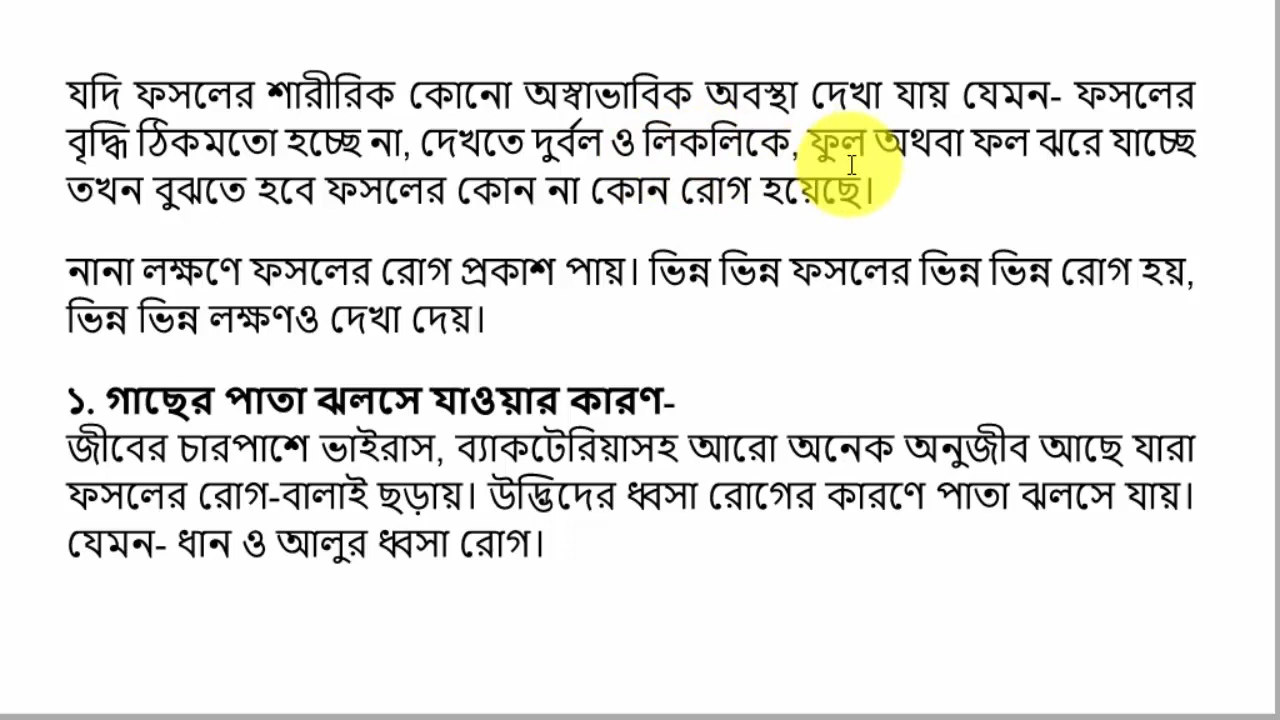 যদি ফসলের শারীরিক কোনো অস্বাভাবিক অবস্থা দেখা যায় যেমন- ফসলের
বৃদ্ধি ঠিকমতো হচ্ছে না, দেখতে দুর্বল ও লিকলিকে, ফুল অথবা ফল ঝরে যাচ্ছে
তখন বুঝতে হবে ফসলের কোন না কোন রোগ হয়েছে।
নানা লক্ষণে ফসলের রোগ প্রকাশ পায়। ভিন্ন ভিন্ন ফসলের ভিন্ন ভিন্ন রোগ হয়,
ভিন্ন ভিন্ন লক্ষণও দেখা দেয়।
১. গাছের পাতা ঝলসে যাওয়ার কারণ-
জীবের চারপাশে ভাইরাস, ব্যাকটেরিয়াসহ আরো অনেক অনুজীব আছে যারা
ফসলের রোগ-বালাই ছড়ায়। উদ্ভিদের ধ্বসা রোগের কারণে পাতা ঝলসে যায়।
যেমন- ধান ও আলুর ধ্বসা রোগ।